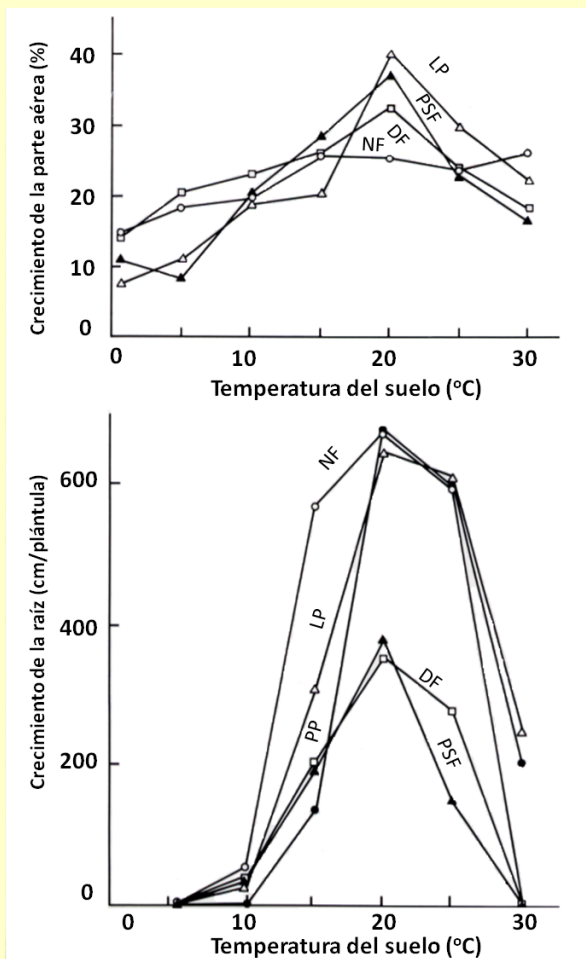 Crecimiento de la parte aérea (%)
40
30
20
10
0
LP
PSF
DF
NF
0
10
20
30
Temperatura del suelo (ºC)
Crecimiento de la raíz (cm/plántula)
600
400
200
0
NF
LP
PP
DF
PSF
0
10
20
30
Temperatura del suelo (ºC)